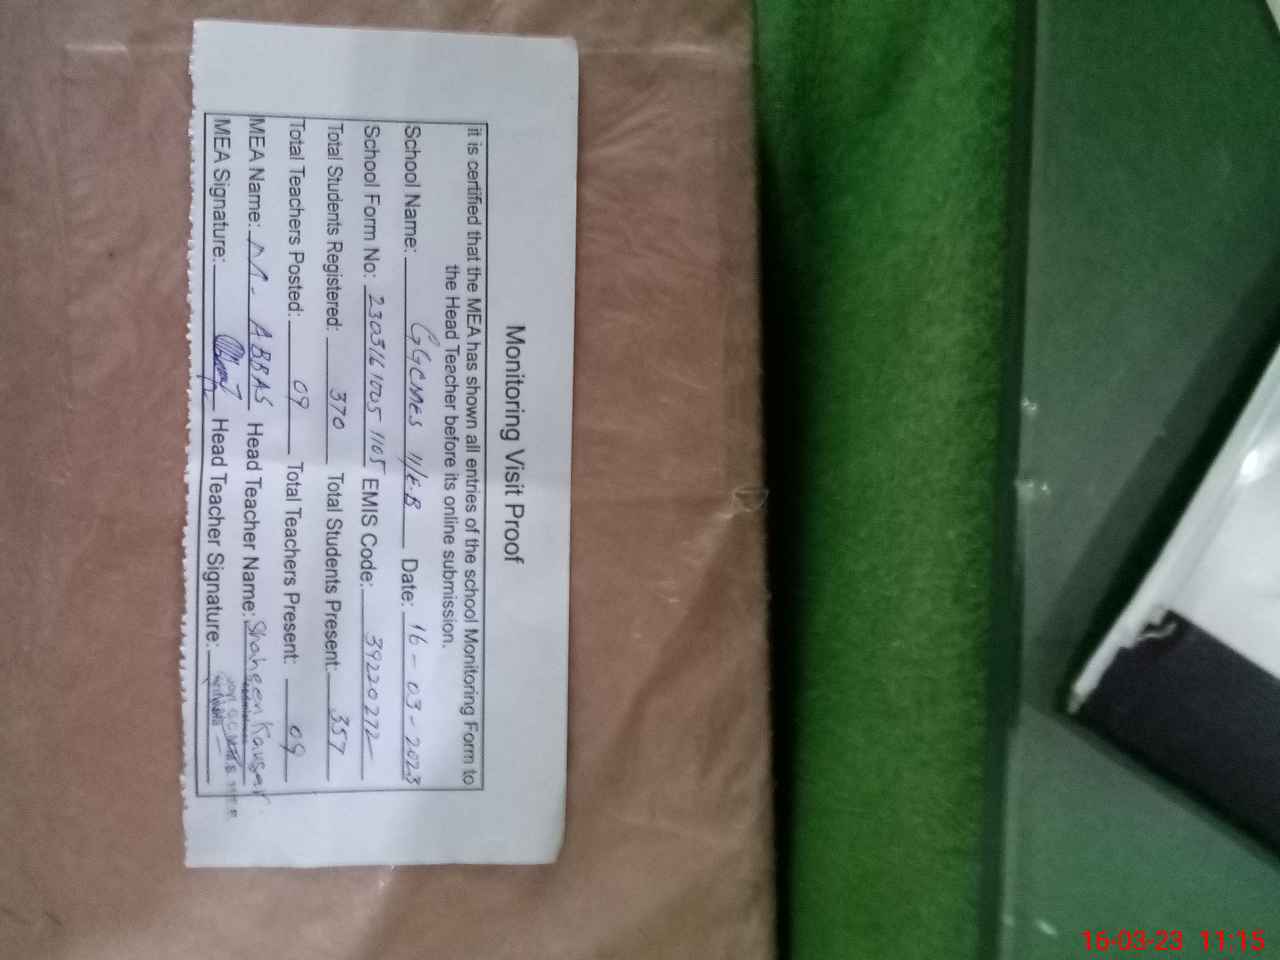 Monitoring Visit Proof
it is certified that the MEA has shown all entries of the school Monitoring Form to
the Head Teacher before its online submission.
School Name: GGCMES 11/E.B Date: 16-03-2023
School Form No: 2303161005 1105 EMIS Code: 39220272
Total Students Registered: 370 Total Students Present: 357
Total Teachers Posted: 09 Total Teachers Present: 09
MEA Name: M. ABBAS Head Teacher Name: Shaheen Kausar
MEA Signature: Head Teacher Signature:
16-03-23 11:15